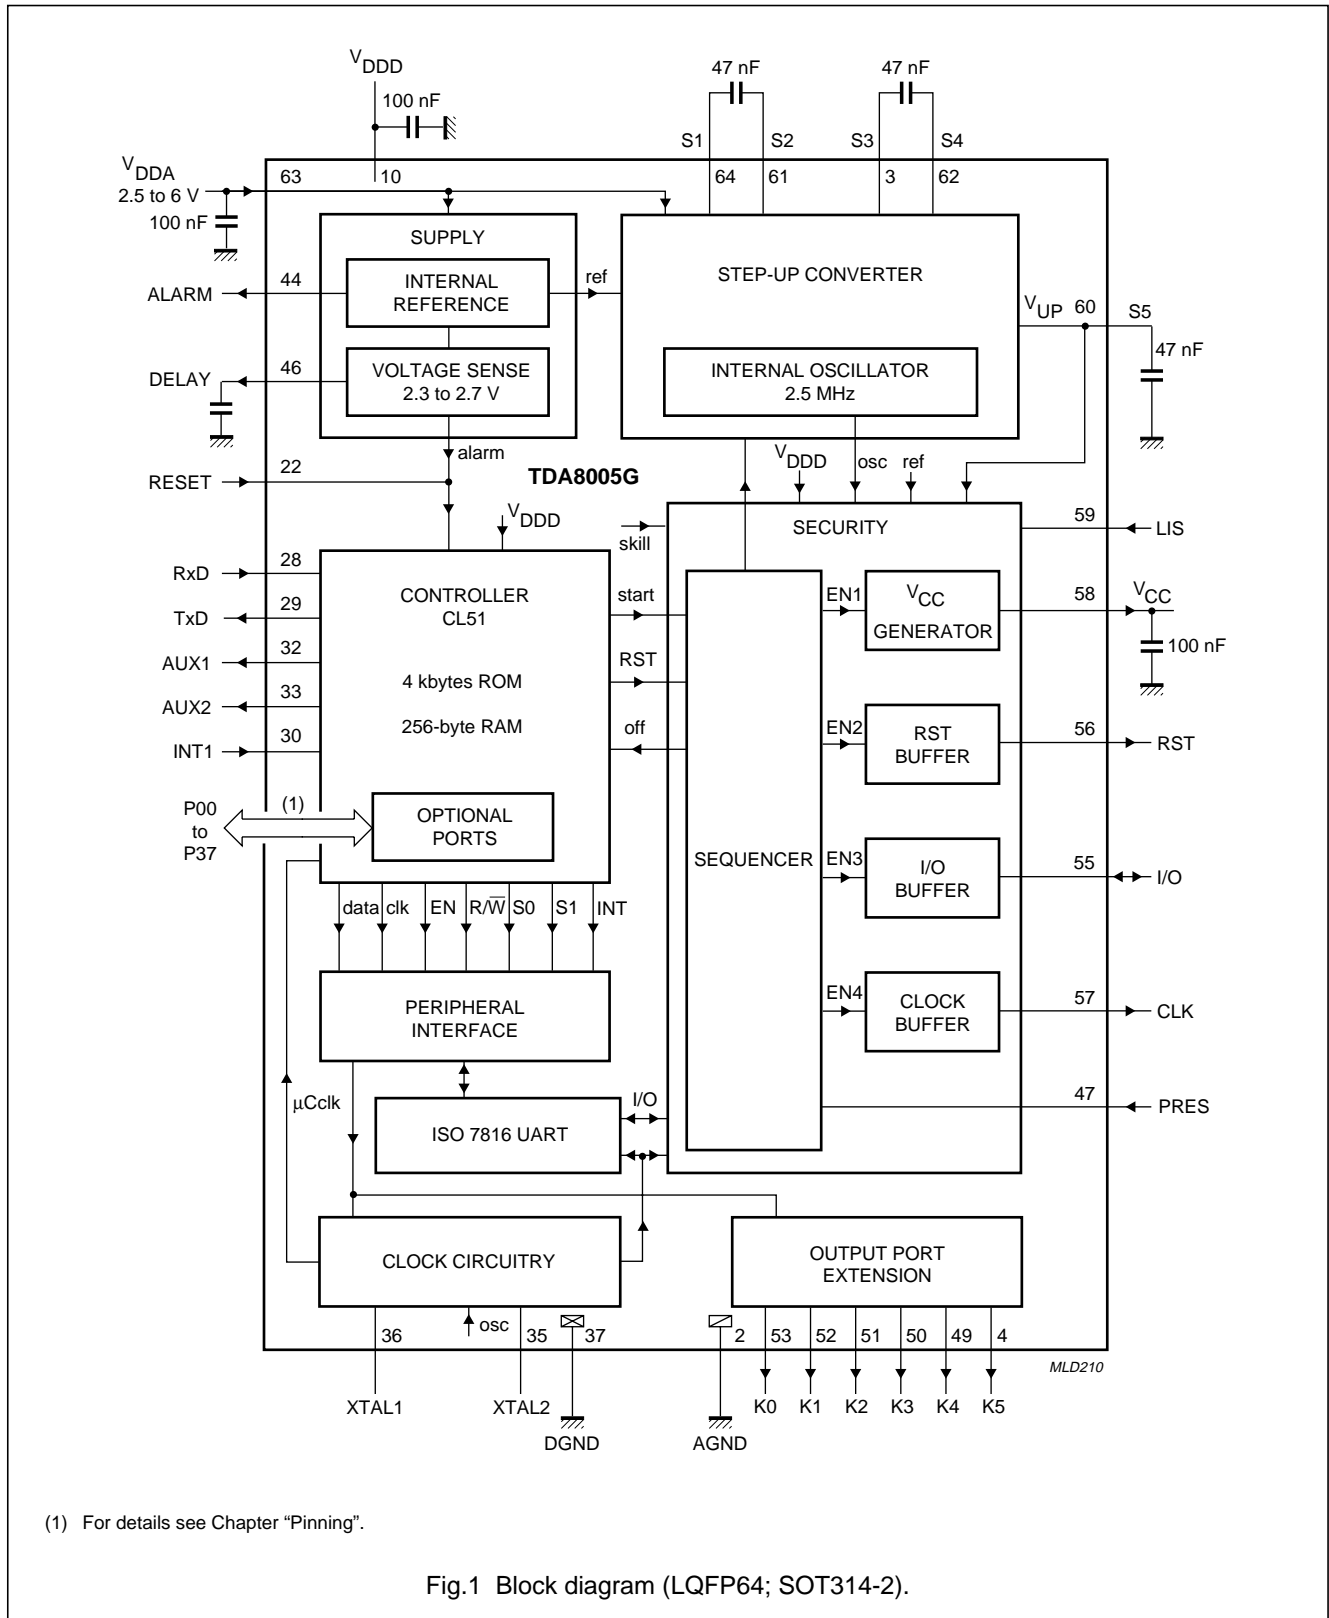 VDDD
100 nF
47 nF
47 nF
S1
S2
S3
S4
VDDA
2.5 to 6 V
100 nF
63
10
64
61
3
62
SUPPLY
INTERNAL
REFERENCE
ref
STEP-UP CONVERTER
ALARM
44
VUP
60
S5
47 nF
VOLTAGE SENSE
2.3 to 2.7 V
INTERNAL OSCILLATOR
2.5 MHz
DELAY
46
alarm
TDA8005G
VDDD
osc
ref
RESET
22
VDDD
skill
SECURITY
59
LIS
RxD
28
CONTROLLER
CL51
4 kbytes ROM
256-byte RAM
start
EN1
VCC
GENERATOR
58
VCC
100 nF
TxD
29
AUX1
32
RST
AUX2
33
off
EN2
RST
BUFFER
56
RST
INT1
30
P00
to
P37
(1)
OPTIONAL
PORTS
SEQUENCER
EN3
I/O
BUFFER
55
I/O
data
clk
EN
R/W̅
S0
S1
INT
PERIPHERAL
INTERFACE
EN4
CLOCK
BUFFER
57
CLK
µCclk
ISO 7816 UART
I/O
47
PRES
CLOCK CIRCUITRY
OUTPUT PORT
EXTENSION
36
osc
35
37
2
53
52
51
50
49
4
MLD210
XTAL1
XTAL2
DGND
AGND
K0
K1
K2
K3
K4
K5
(1) For details see Chapter “Pinning”.
Fig.1 Block diagram (LQFP64; SOT314-2).